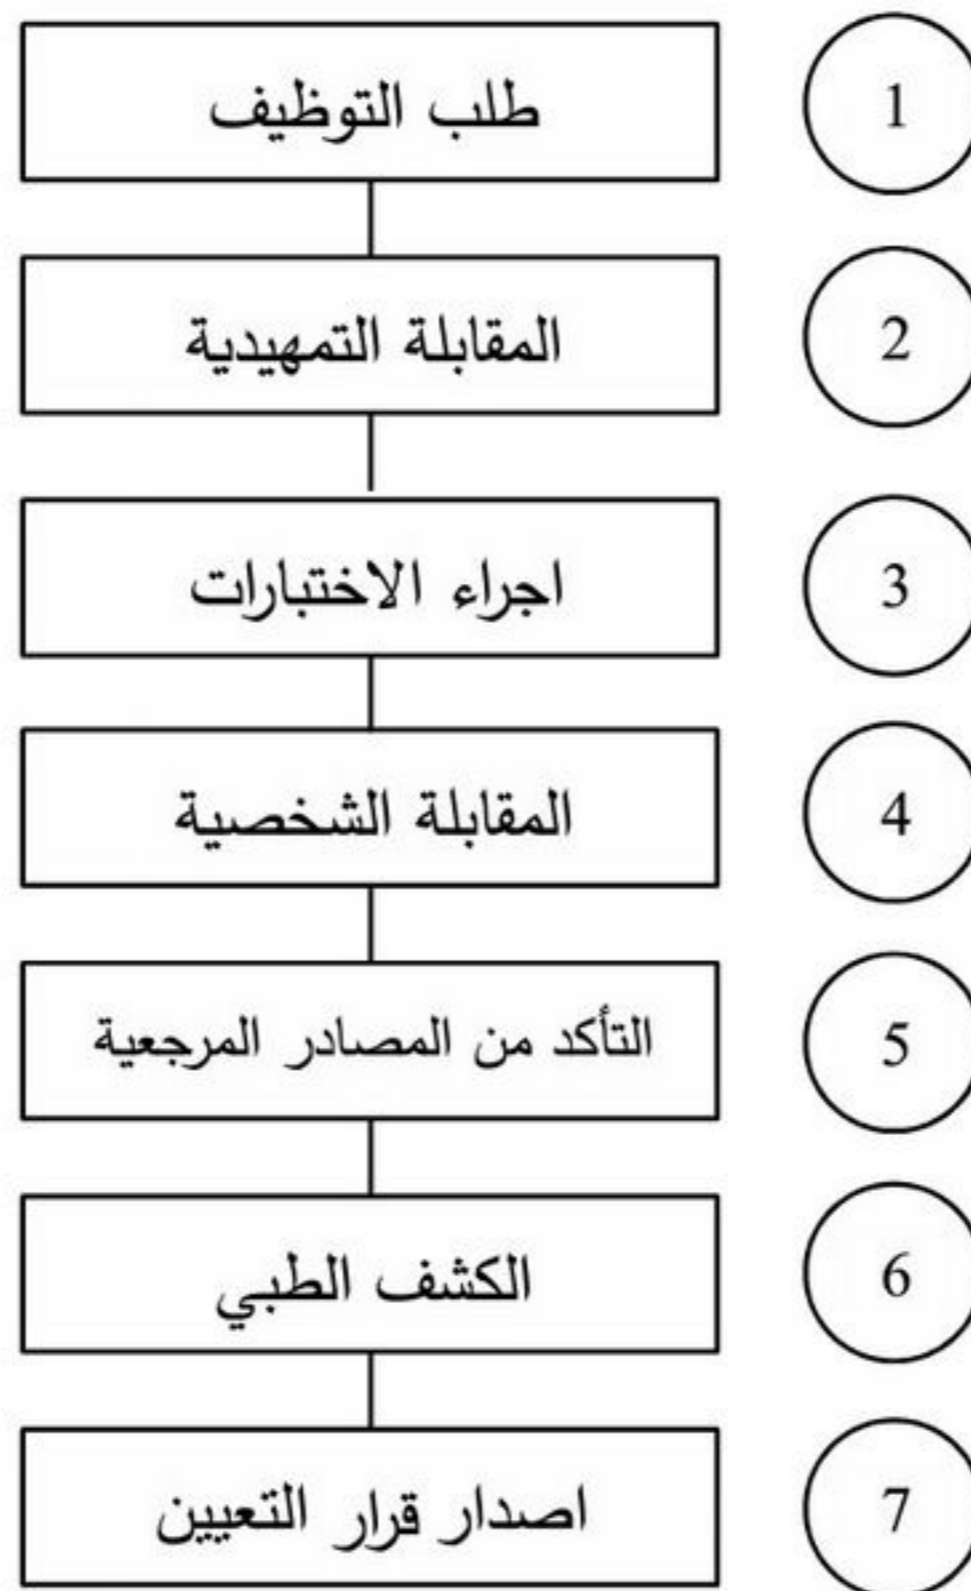 طلب التوظيف
1
المقابلة التمهيدية
2
اجراء الاختبارات
3
المقابلة الشخصية
4
التأكد من المصادر المرجعية
5
الكشف الطبي
6
اصدار قرار التعيين
7